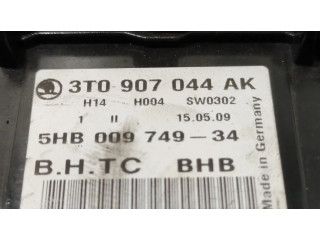 3T0 907 044 AK
H14 H004 SW0302
1 II 15.05.09
5HB 009 749-34
B.H.TC BHB
Made in Germany